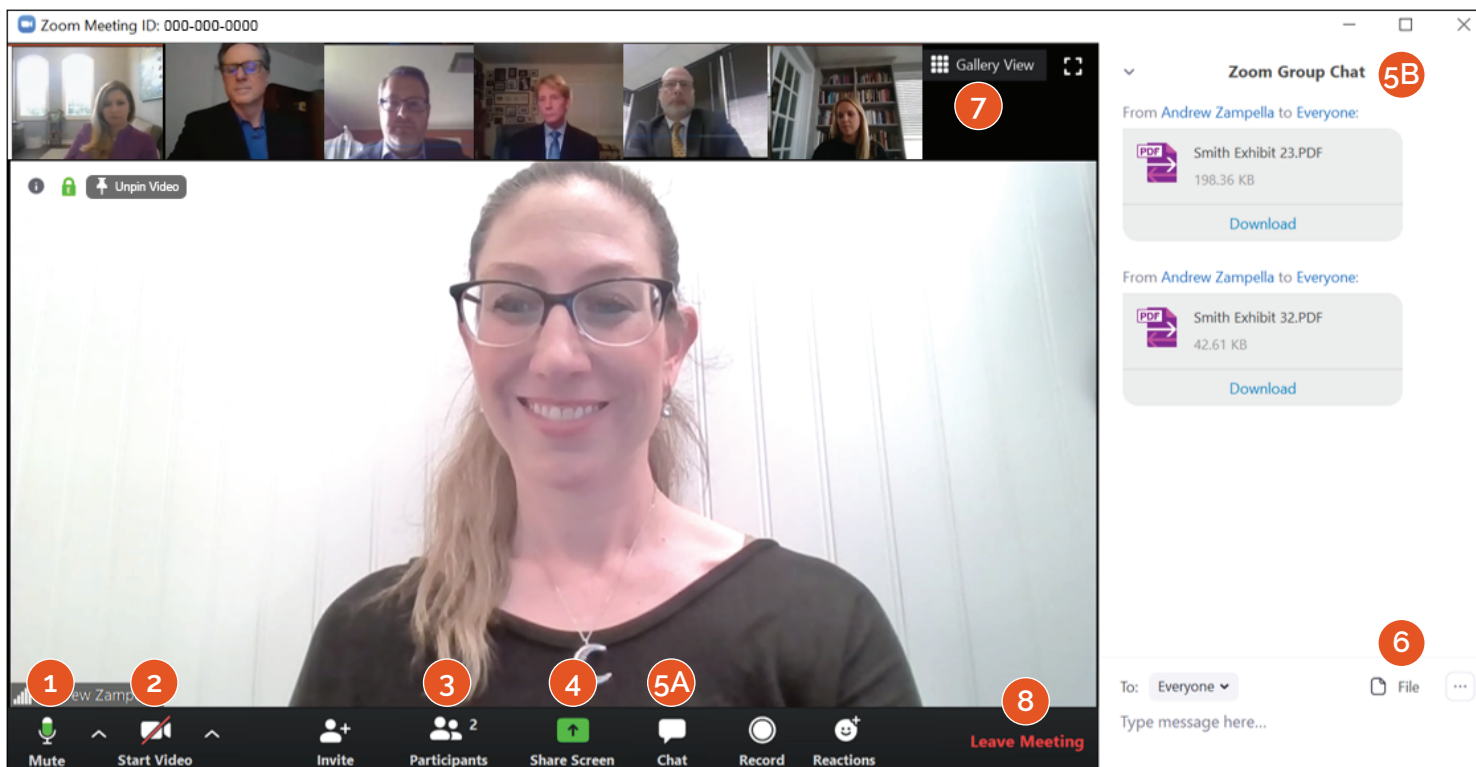 Zoom Meeting ID: 000-000-0000
Gallery View
7
Unpin Video
1
ew Zamp
2
3
4
5A
8
Mute
Start Video
Invite
2
Participants
Share Screen
Chat
Record
Reactions
Leave Meeting
Zoom Group Chat
5B
From Andrew Zampella to Everyone:
PDF
Smith Exhibit 23.PDF
198.36 KB
Download
From Andrew Zampella to Everyone:
PDF
Smith Exhibit 32.PDF
42.61 KB
Download
6
To: Everyone
File
Type message here...